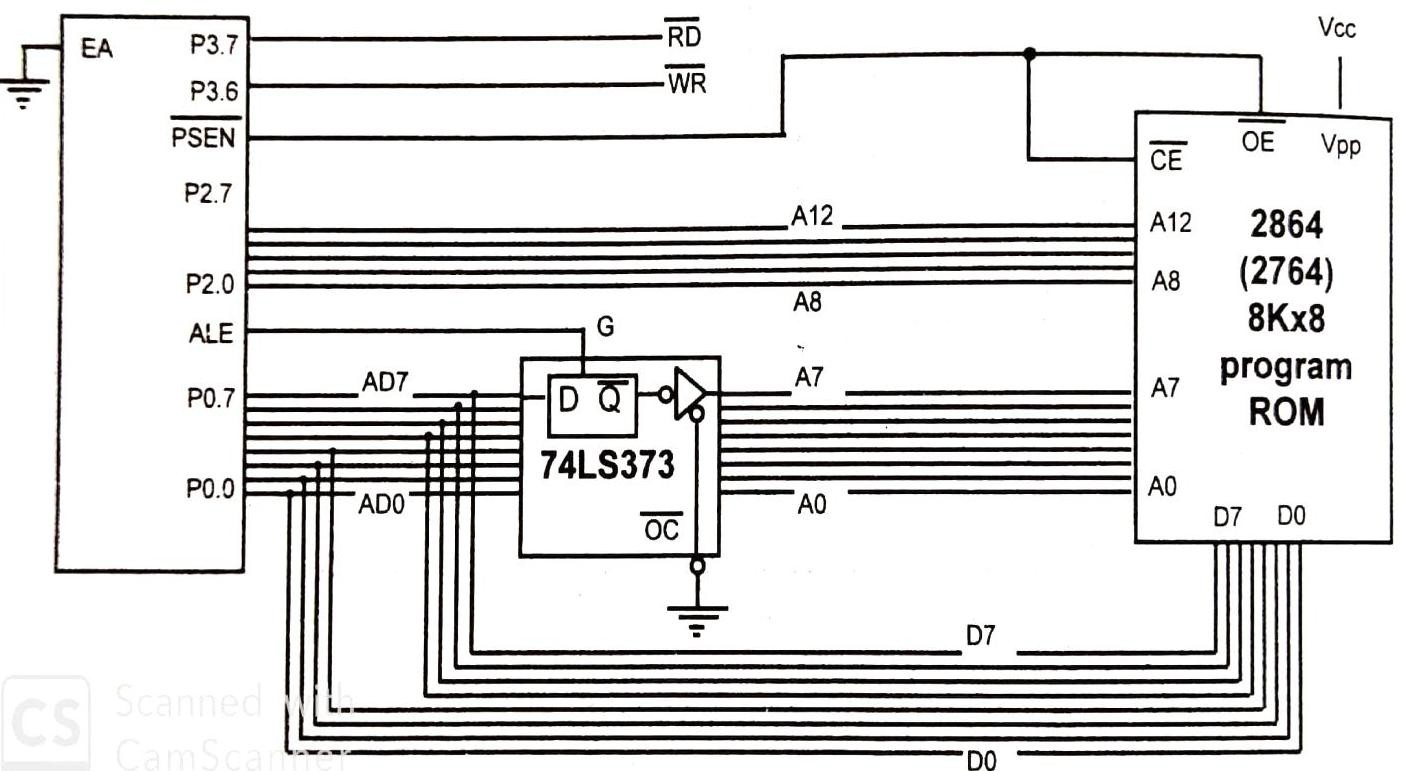 EA
P3.7
P3.6
PSEN
P2.7
P2.0
ALE
P0.7
P0.0
RD
WR
A12
A8
G
AD7
AD0
D Q
74LS373
OC
A7
A0
Vcc
CE
OE
Vpp
A12
A8
A7
A0
2864
(2764)
8Kx8
program
ROM
D7 D0
D7
D0
CS
Scanned with
CamScanner